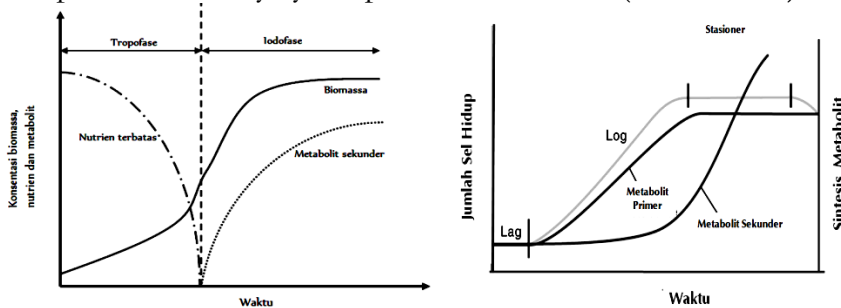 Tropofase
Iodofase
Biomassa
Nutrien terbatas
Metabolit sekunder
Konsentasi biomassa,
nutrien dan metabolit
Waktu
Stasioner
Log
Lag
Metabolit
Primer
Metabolit Sekunder
Jumlah Sel Hidup
Sintesis Metabolit
Waktu